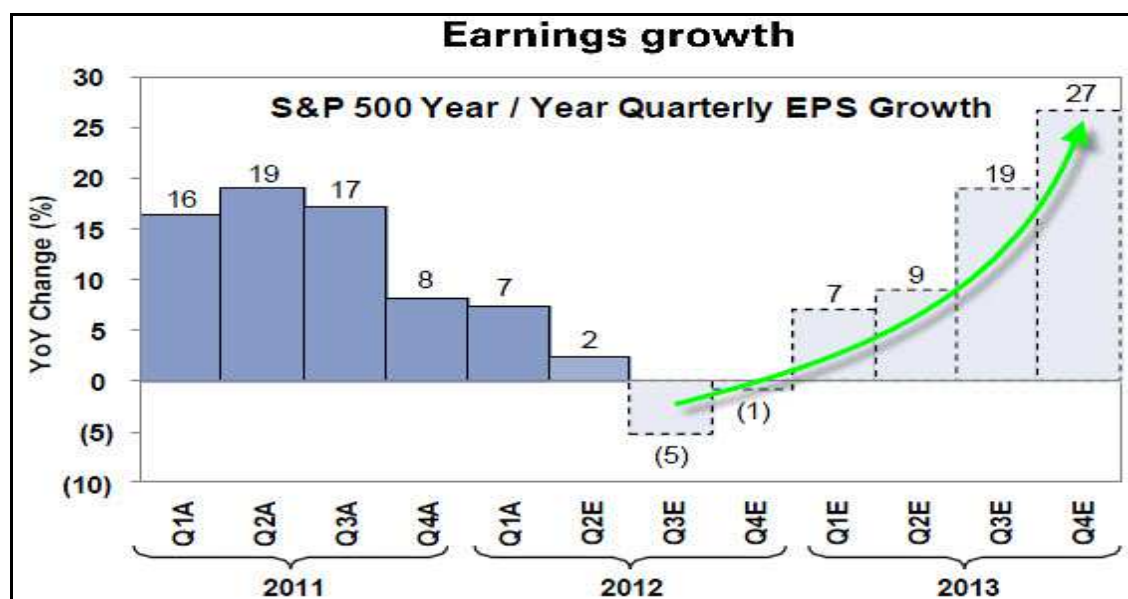 Earnings growth
S&P 500 Year / Year Quarterly EPS Growth
YoY Change (%)
30
25
20
15
10
5
0
(5)
(10)
16
19
17
8
7
2
(5)
(1)
7
9
19
27
Q1A
Q2A
Q3A
Q4A
Q1A
Q2E
Q3E
Q4E
Q1E
Q2E
Q3E
Q4E
2011
2012
2013